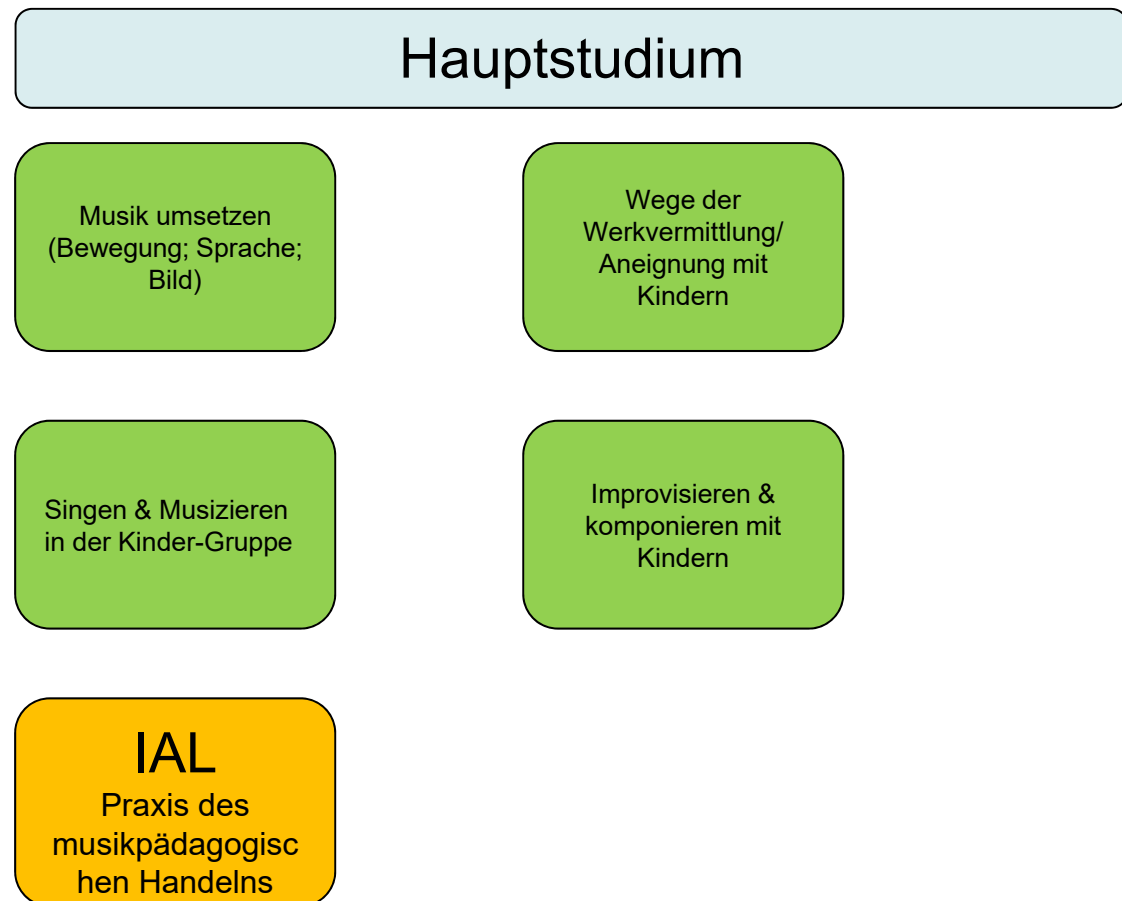 Hauptstudium
Musik umsetzen
(Bewegung; Sprache;
Bild)
Wege der
Werkvermittlung/
Aneignung mit
Kindern
Singen & Musizieren
in der Kinder-Gruppe
Improvisieren &
komponieren mit
Kindern
IAL
Praxis des
musikpädagogisc
hen Handelns